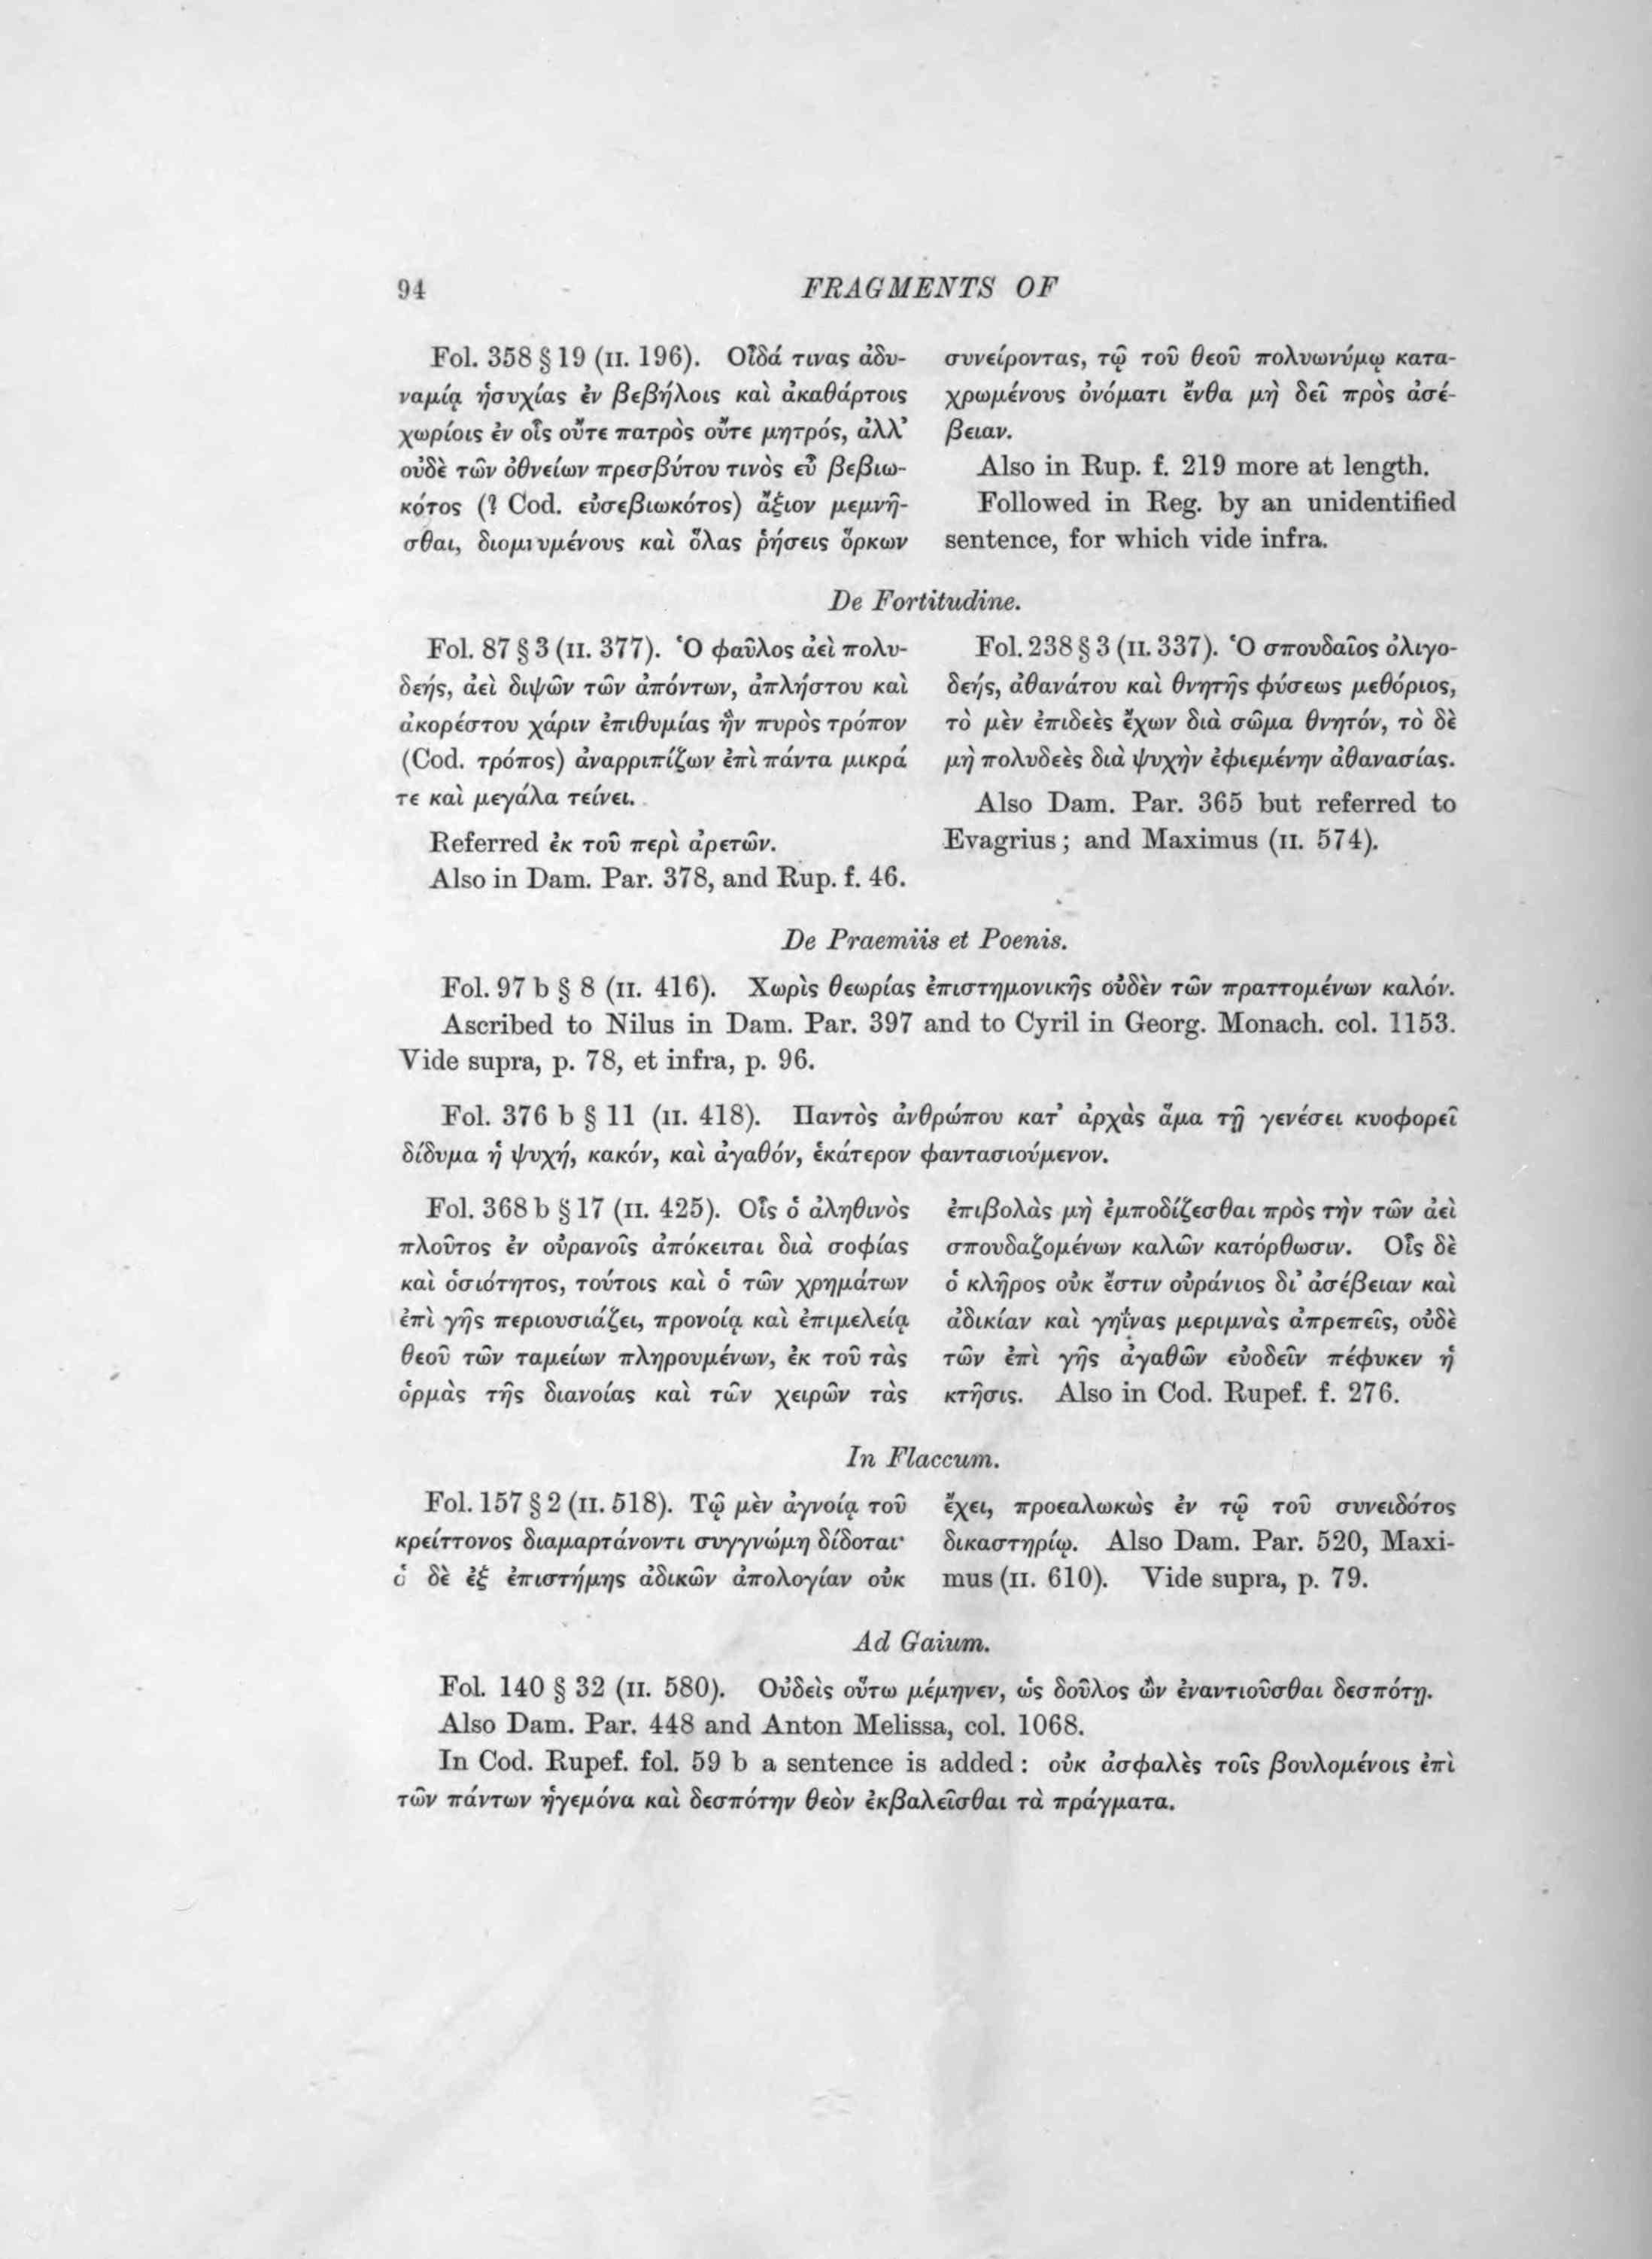 94
FRAGMENTS OF
Fol. 358 § 19 (II. 196). Οἶδά τινας ἀδυ-
ναμίᾳ ἡσυχίας ἐν βεβήλοις καὶ ἀκαθάρτοις
χωρίοις ἐν οἷς οὔτε πατρὸς οὔτε μητρός, ἀλλ’
οὐδὲ τῶν ὀθνείων πρεσβύτου τινὸς εὖ βεβιω-
κότος (? Cod. εὐσεβιωκότος) ἄξιον μεμνῆ-
σθαι, διομνυμένους καὶ ὅλας ῥήσεις ὅρκων
συνείροντας, τῷ τοῦ θεοῦ πολυωνύμῳ κατα-
χρωμένους ὀνόματι ἔνθα μὴ δεῖ πρὸς ἀσέ-
βειαν.
Also in Rup. f. 219 more at length.
Followed in Reg. by an unidentified
sentence, for which vide infra.
De Fortitudine.
Fol. 87 § 3 (II. 377). Ὁ φαῦλος ἀεὶ πολυ-
δεής, ἀεὶ διψῶν τῶν ἀπόντων, ἀπλήστου καὶ
ἀκορέστου χάριν ἐπιθυμίας ἣν πυρὸς τρόπον
(Cod. τρόπος) ἀναρριπίζων ἐπὶ πάντα μικρά
τε καὶ μεγάλα τείνει.
Referred ἐκ τοῦ περὶ ἀρετῶν.
Also in Dam. Par. 378, and Rup. f. 46.
Fol. 238 § 3 (II. 337). Ὁ σπουδαῖος ὀλιγο-
δεής, ἀθανάτου καὶ θνητῆς φύσεως μεθόριος,
τὸ μὲν ἐπιδεὲς ἔχων διὰ σῶμα θνητόν, τὸ δὲ
μὴ πολυδεὲς διὰ ψυχὴν ἐφιεμένην ἀθανασίας.
Also Dam. Par. 365 but referred to
Evagrius; and Maximus (II. 574).
De Praemiis et Poenis.
Fol. 97 b § 8 (II. 416). Χωρὶς θεωρίας ἐπιστημονικῆς οὐδὲν τῶν πραττομένων καλόν.
Ascribed to Nilus in Dam. Par. 397 and to Cyril in Georg. Monach. col. 1153.
Vide supra, p. 78, et infra, p. 96.
Fol. 376 b § 11 (II. 418). Παντὸς ἀνθρώπου κατ’ ἀρχὰς ἅμα τῇ γενέσει κυοφορεῖ
δίδυμα ἡ ψυχή, κακόν, καὶ ἀγαθόν, ἑκάτερον φαντασιούμενον.
Fol. 368 b § 17 (II. 425). Οἷς ὁ ἀληθινὸς
πλοῦτος ἐν οὐρανοῖς ἀπόκειται διὰ σοφίας
καὶ ὁσιότητος, τούτοις καὶ ὁ τῶν χρημάτων
ἐπὶ γῆς περιουσιάζει, προνοίᾳ καὶ ἐπιμελείᾳ
θεοῦ τῶν ταμείων πληρουμένων, ἐκ τοῦ τὰς
ὁρμὰς τῆς διανοίας καὶ τῶν χειρῶν τὰς
ἐπιβολὰς μὴ ἐμποδίζεσθαι πρὸς τὴν τῶν ἀεὶ
σπουδαζομένων καλῶν κατόρθωσιν. Οἷς δὲ
ὁ κλῆρος οὐκ ἔστιν οὐράνιος δι’ ἀσέβειαν καὶ
ἀδικίαν καὶ γηΐνας μεριμνὰς ἀπρεπεῖς, οὐδὲ
τῶν ἐπὶ γῆς ἀγαθῶν εὐοδεῖν πέφυκεν ἡ
κτῆσις. Also in Cod. Rupef. f. 276.
In Flaccum.
Fol. 157 § 2 (II. 518). Τῷ μὲν ἀγνοίᾳ τοῦ
κρείττονος διαμαρτάνοντι συγγνώμη δίδοται·
ὁ δὲ ἐξ ἐπιστήμης ἀδικῶν ἀπολογίαν οὐκ
ἔχει, προεαλωκὼς ἐν τῷ τοῦ συνειδότος
δικαστηρίῳ. Also Dam. Par. 520, Maxi-
mus (II. 610). Vide supra, p. 79.
Ad Gaium.
Fol. 140 § 32 (II. 580). Οὐδεὶς οὕτω μέμηνεν, ὡς δοῦλος ὢν ἐναντιοῦσθαι δεσπότῃ.
Also Dam. Par. 448 and Anton Melissa, col. 1068.
In Cod. Rupef. fol. 59 b a sentence is added: οὐκ ἀσφαλὲς τοῖς βουλομένοις ἐπὶ
τῶν πάντων ἡγεμόνα καὶ δεσπότην θεὸν ἐκβαλεῖσθαι τὰ πράγματα.